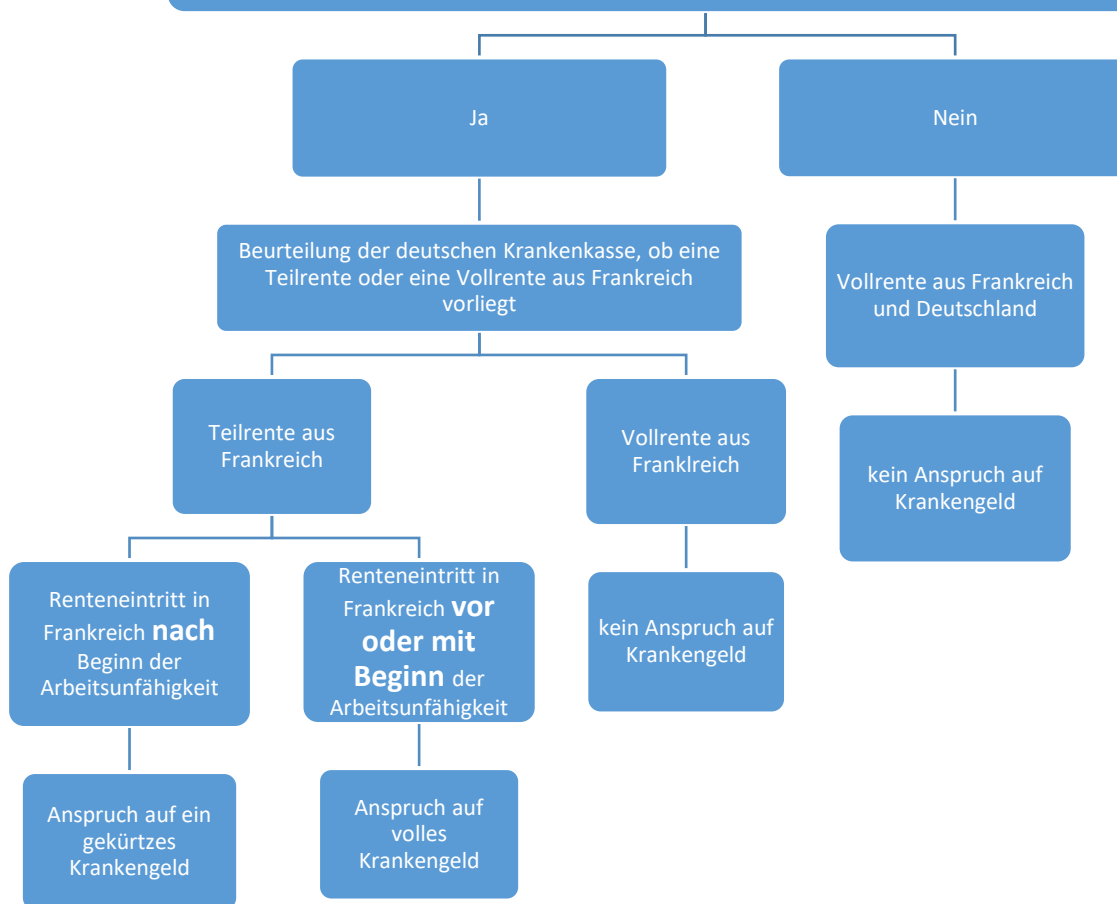 Ja
Nein
Beurteilung der deutschen Krankenkasse, ob eine
Teilrente oder eine Vollrente aus Frankreich
vorliegt
Vollrente aus Frankreich
und Deutschland
Teilrente aus
Frankreich
Vollrente aus
Franklreich
kein Anspruch auf
Krankengeld
Renteneintritt in
Frankreich nach
Beginn der
Arbeitsunfähigkeit
Renteneintritt in
Frankreich vor
oder mit
Beginn der
Arbeitsunfähigkeit
kein Anspruch auf
Krankengeld
Anspruch auf ein
gekürtzes
Krankengeld
Anspruch auf
volles
Krankengeld